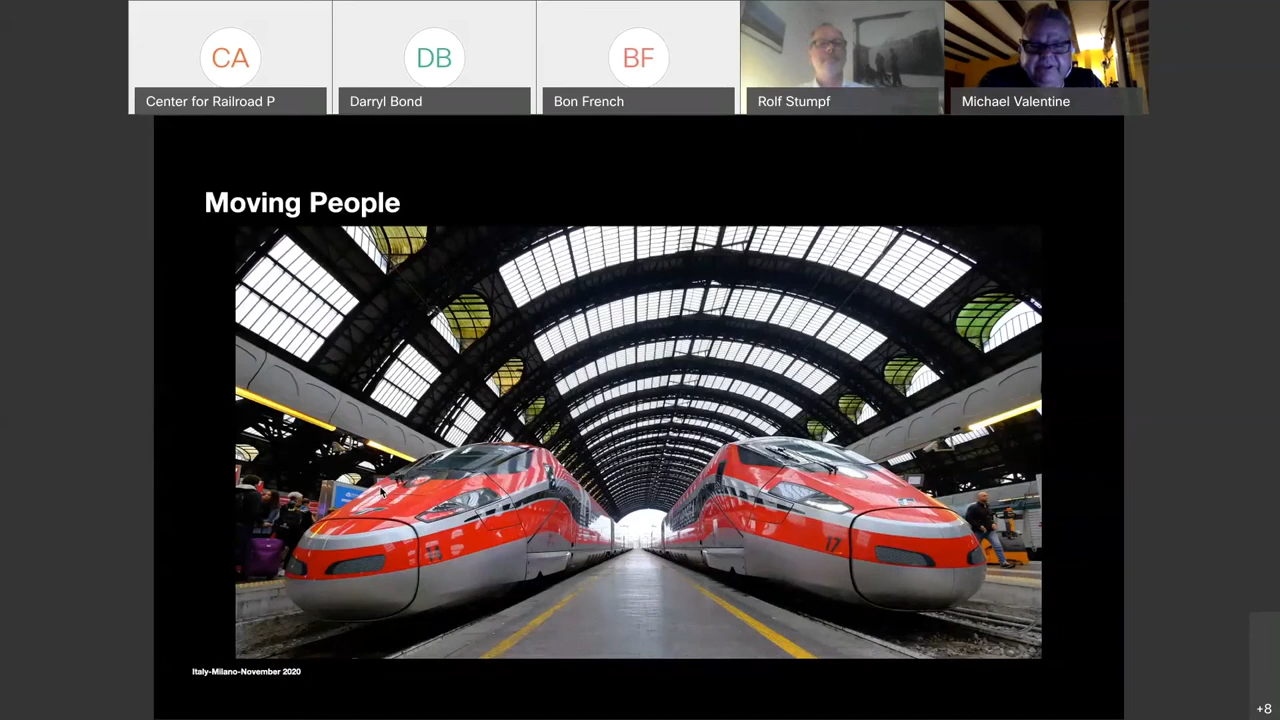 CA
DB
BF
Center for Railroad P
Darryl Bond
Bon French
Rolf Stumpf
Michael Valentine
Moving People
17
Italy-Milano-November 2020
+8